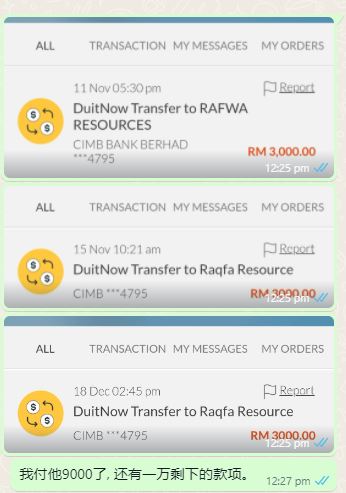 ALL TRANSACTION MY MESSAGES MY ORDERS
11 Nov 05:30 pm Report
DuitNow Transfer to RAFWA
RESOURCES
CIMB BANK BERHAD
***4795 RM 3,000.00
12:25 pm
ALL TRANSACTION MY MESSAGES MY ORDERS
15 Nov 10:21 am Report
DuitNow Transfer to Raqfa Resource
CIMB ***4795 RM 3000.00
12:25 pm
ALL TRANSACTION MY MESSAGES MY ORDERS
18 Dec 02:45 pm Report
DuitNow Transfer to Raqfa Resource
CIMB ***4795 RM 3000.00
12:25 pm
我付他9000了, 还有一万剩下的款项。
12:27 pm